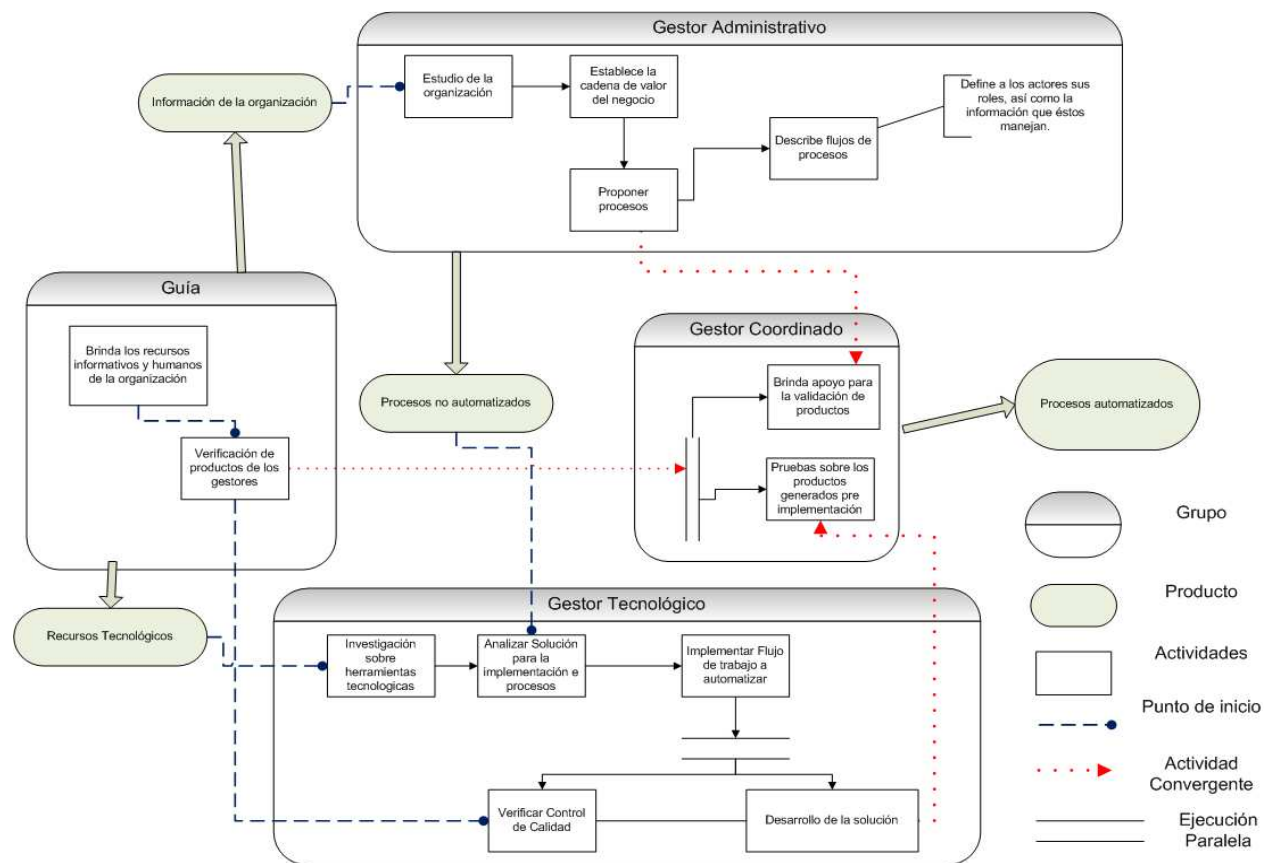 Gestor Administrativo
Estudio de la
organización
Establece la
cadena de valor
del negocio
Define a los actores sus
roles, así como la
información que éstos
manejan.
Información de la organización
Describe flujos de
procesos
Proponer
procesos
Guía
Brinda los recursos
informativos y humanos
de la organización
Verificación de
productos de los
gestores
Procesos no automatizados
Gestor Coordinado
Brinda apoyo para
la validación de
productos
Pruebas sobre los
productos
generados pre
implementación
Procesos automatizados
Recursos Tecnológicos
Gestor Tecnológico
Investigación
sobre
herramientas
tecnologicas
Analizar Solución
para la
implementación e
procesos
Implementar Flujo
de trabajo a
automatizar
Verificar Control
de Calidad
Desarrollo de la solución
Grupo
Producto
Actividades
Punto de inicio
Actividad
Convergente
Ejecución
Paralela